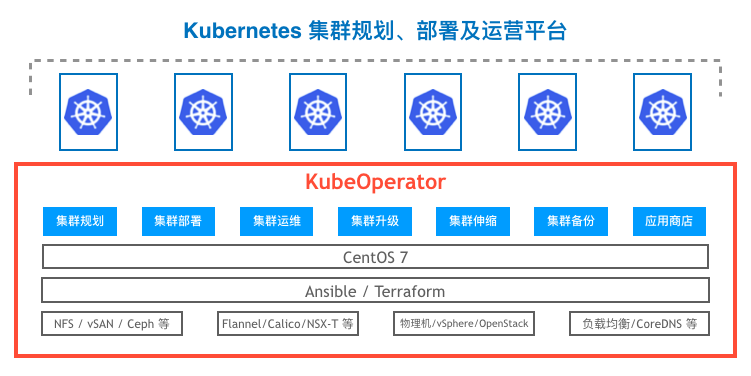 Kubernetes 集群规划、部署及运营平台
KubeOperator
集群规划
集群部署
集群运维
集群升级
集群伸缩
集群备份
应用商店
CentOS 7
Ansible / Terraform
NFS / vSAN / Ceph 等
Flannel/Calico/NSX-T 等
物理机/vSphere/OpenStack
负载均衡/CoreDNS 等